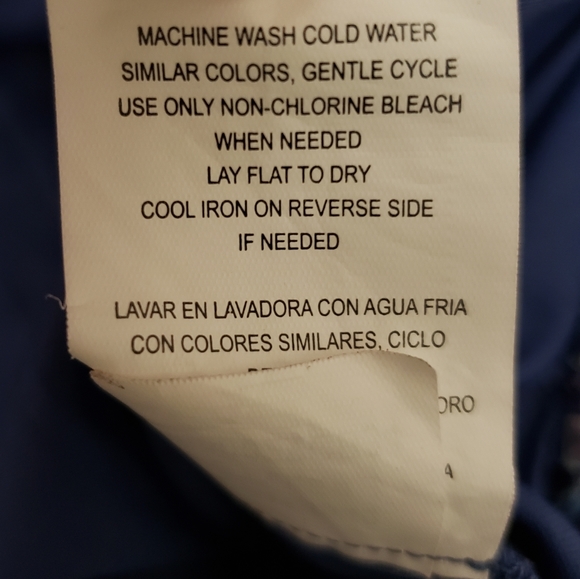 MACHINE WASH COLD WATER
SIMILAR COLORS, GENTLE CYCLE
USE ONLY NON-CHLORINE BLEACH
WHEN NEEDED
LAY FLAT TO DRY
COOL IRON ON REVERSE SIDE
IF NEEDED
LAVAR EN LAVADORA CON AGUA FRIA
CON COLORES SIMILARES, CICLO